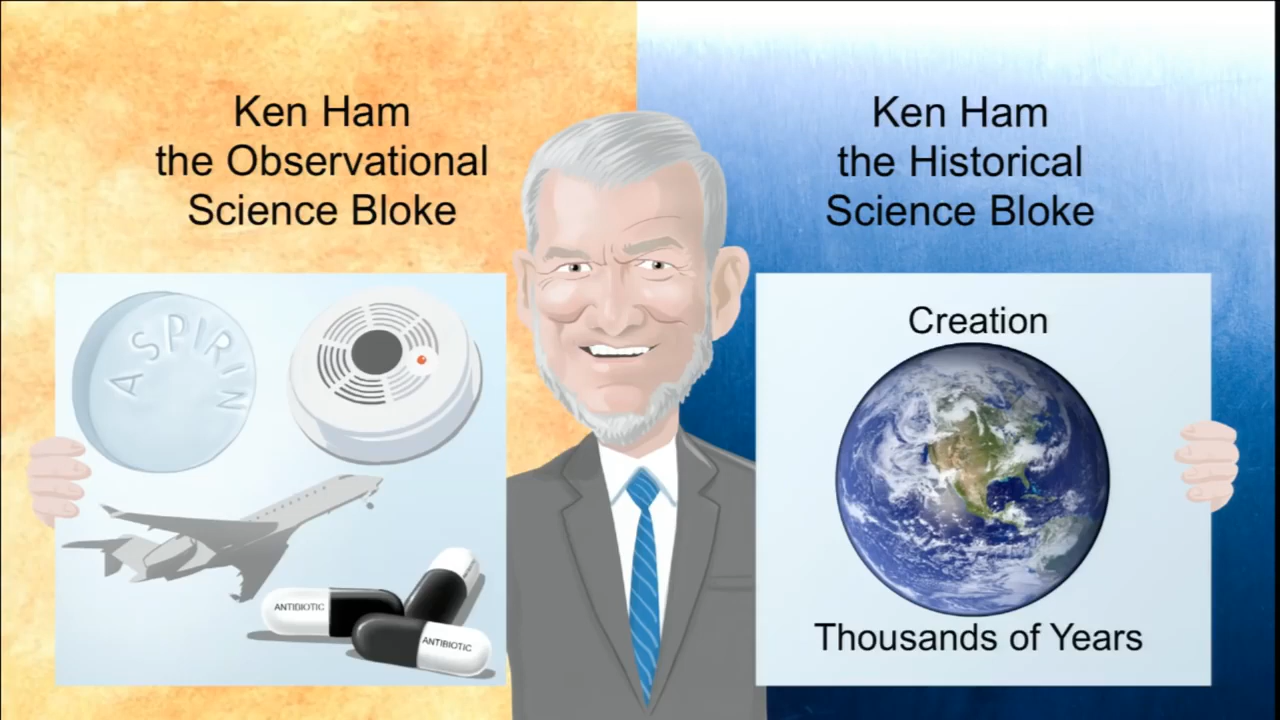 Ken Ham
the Observational
Science Bloke
Ken Ham
the Historical
Science Bloke
ASPIRIN
ANTIBIOTIC
ANTIBIOTIC
Creation
Thousands of Years